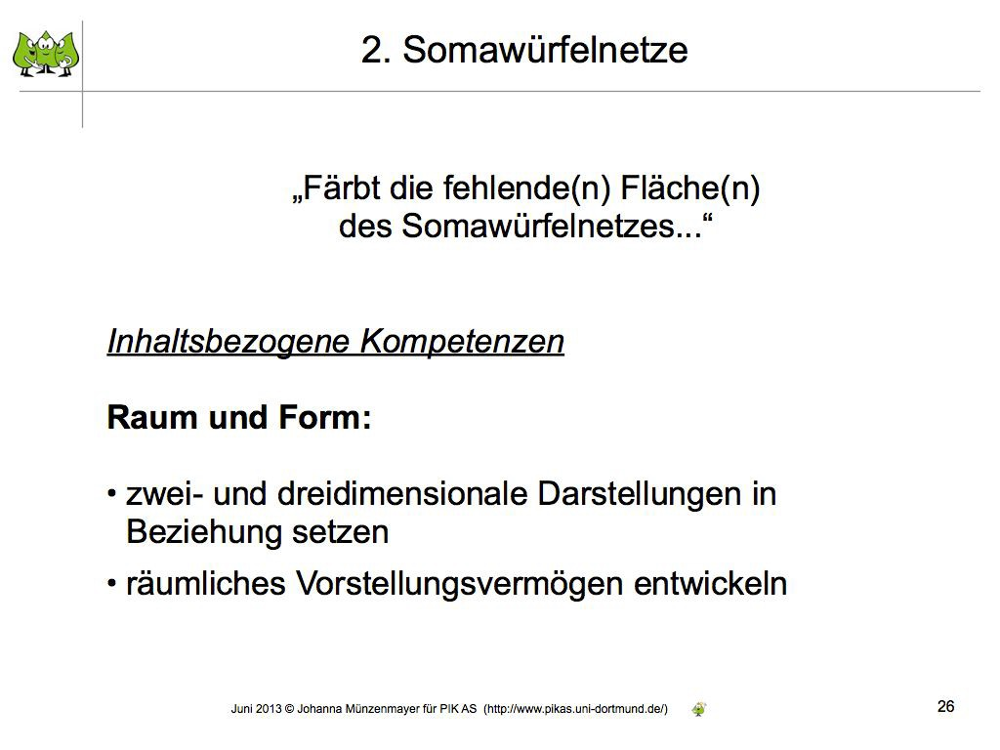 2. Somawürfelnetze
„Färbt die fehlende(n) Fläche(n)
des Somawürfelnetzes...“
Inhaltsbezogene Kompetenzen
Raum und Form:
• zwei- und dreidimensionale Darstellungen in
Beziehung setzen
• räumliches Vorstellungsvermögen entwickeln
Juni 2013 © Johanna Münzenmayer für PIK AS (http://www.pikas.uni-dortmund.de/)
26